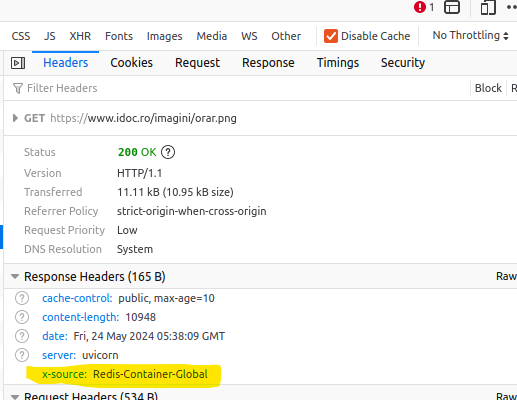 1
CSS JS XHR Fonts Images Media WS Other Disable Cache No Throttling
Headers Cookies Request Response Timings Security
Filter Headers Block
GET https://www.idoc.ro/imagini/orar.png
Status 200 OK ?
Version HTTP/1.1
Transferred 11.11 kB (10.95 kB size)
Referrer Policy strict-origin-when-cross-origin
Request Priority Low
DNS Resolution System
Response Headers (165 B) Raw
? cache-control: public, max-age=10
? content-length: 10948
? date: Fri, 24 May 2024 05:38:09 GMT
? server: uvicorn
x-source: Redis-Container-Global
Request Headers (534 B) Raw